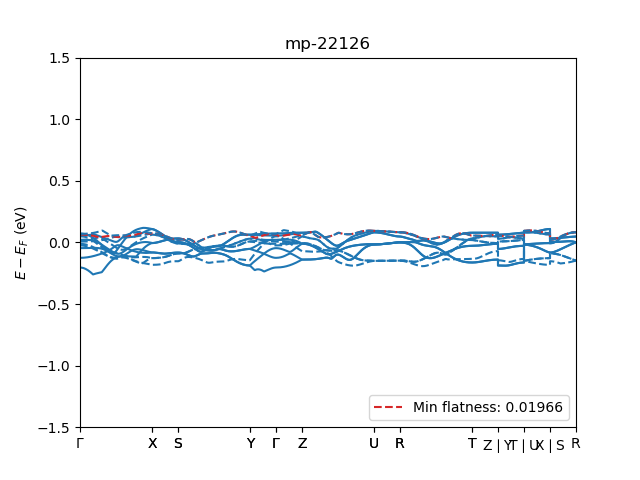 mp-22126
1.5
1.0
0.5
0.0
−0.5
−1.0
−1.5
E − E_F (eV)
Min flatness: 0.01966
Γ X S Y Γ Z U R T Z | Y T | U X | S R